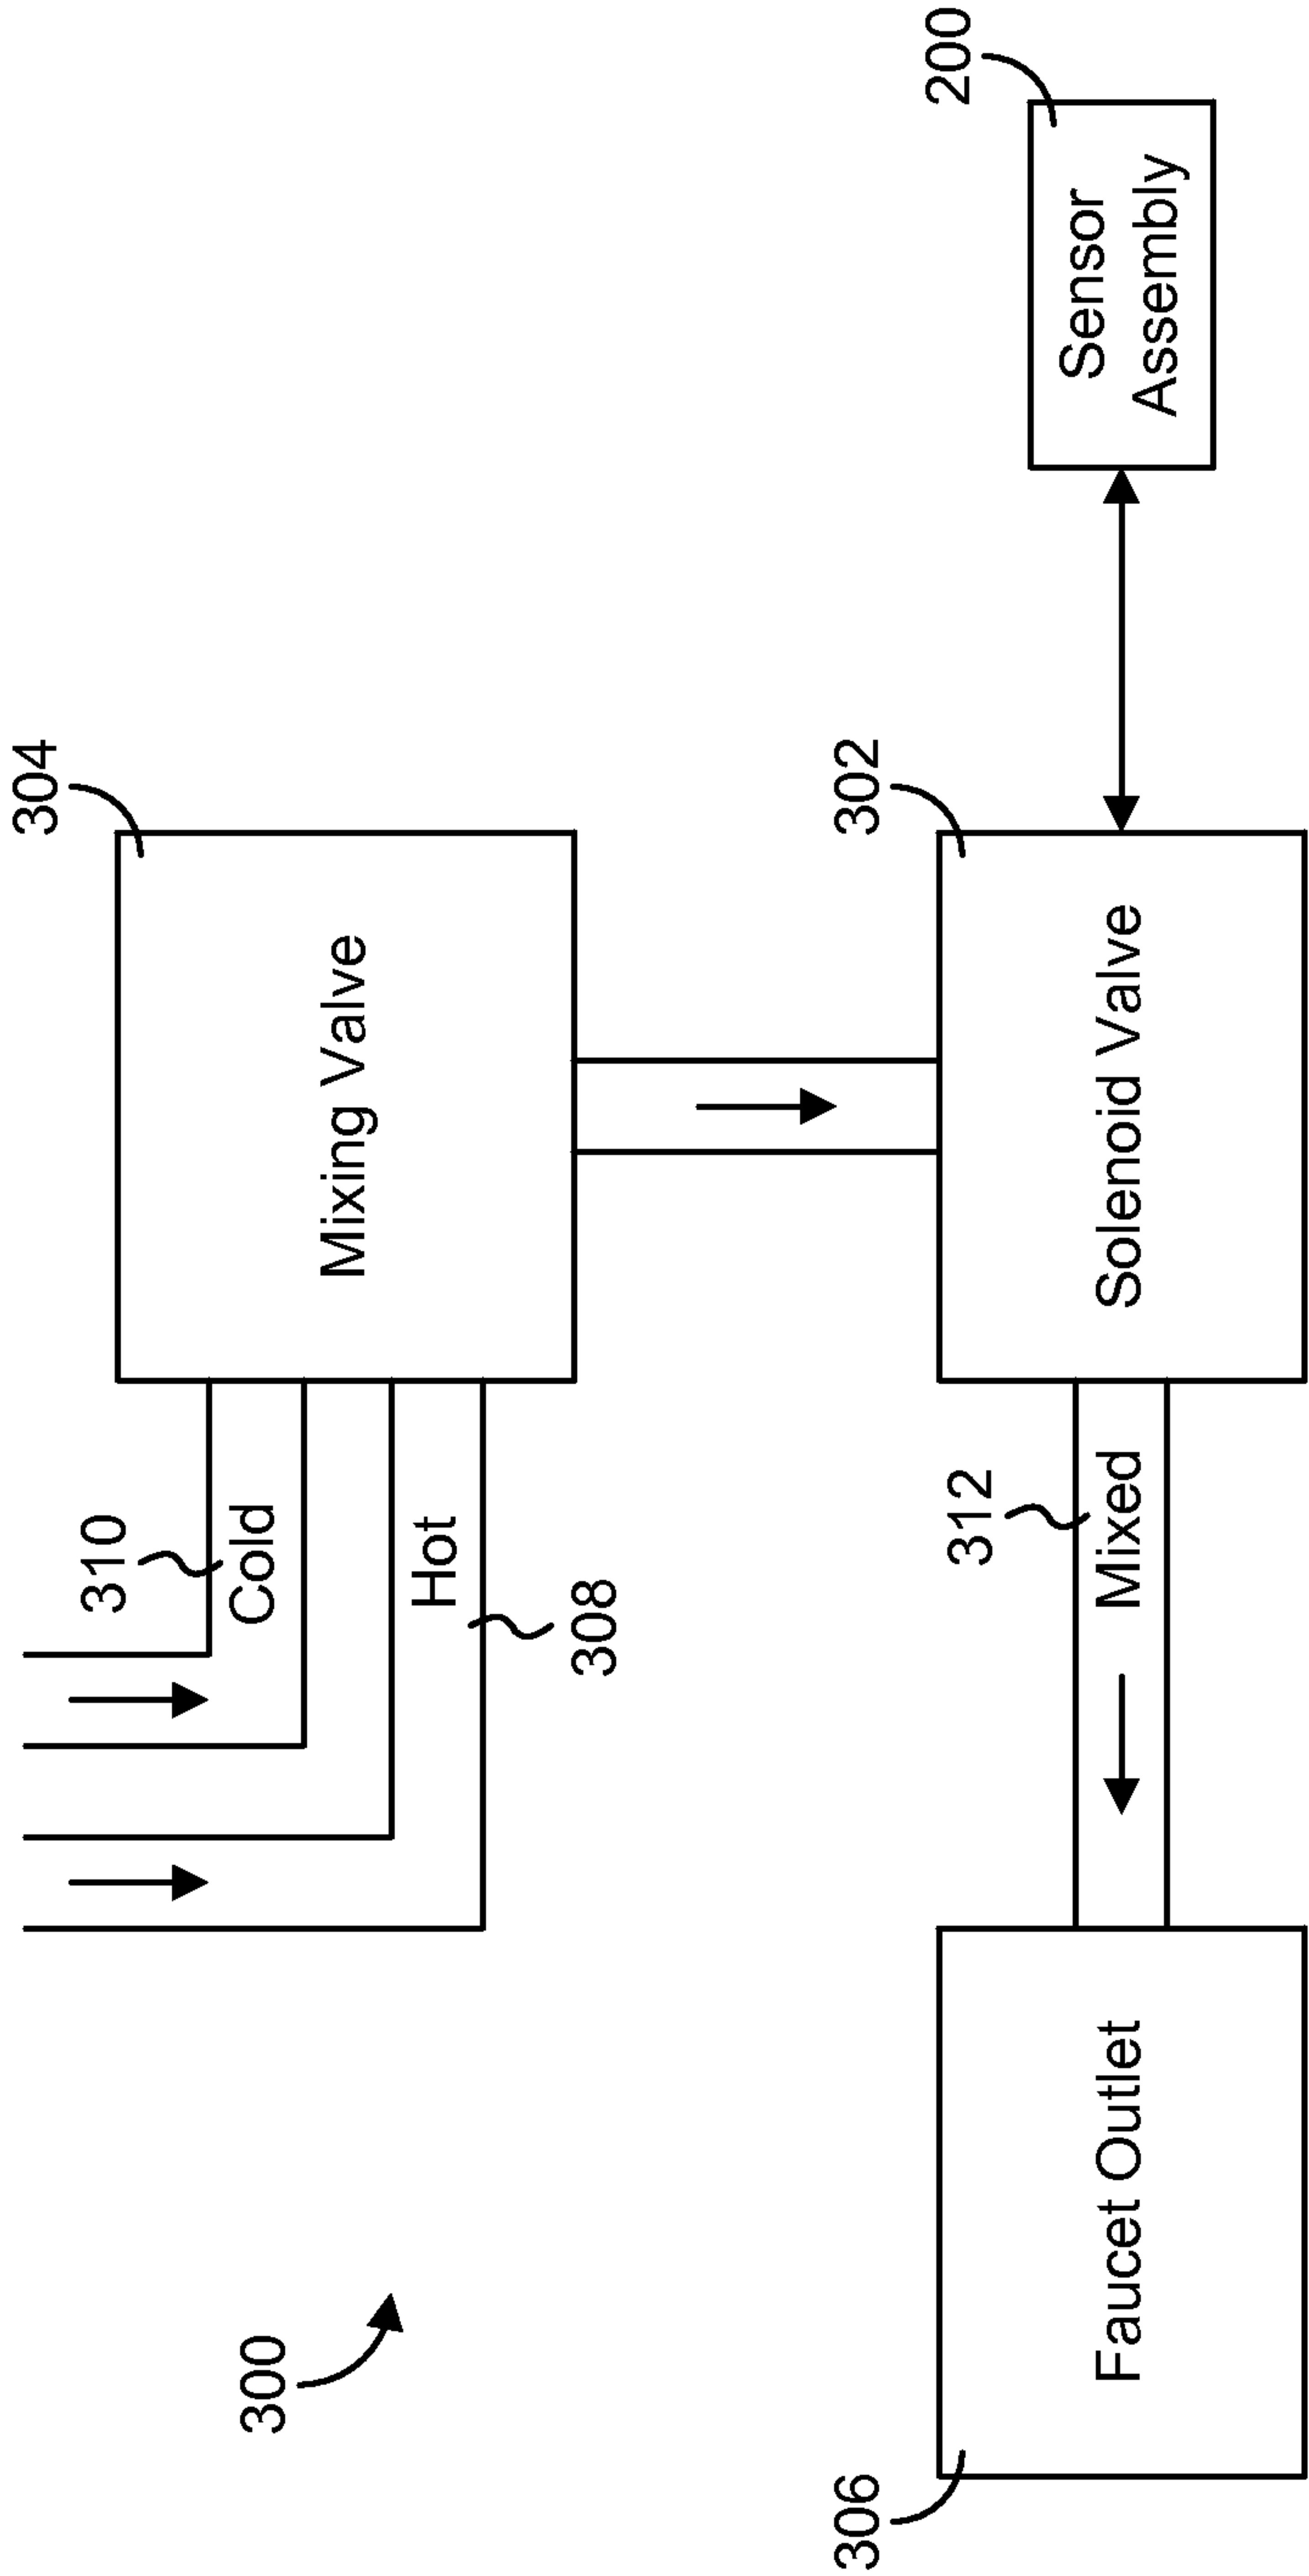 300
310
Cold
Hot
308
304
Mixing Valve
306
Faucet Outlet
312
Mixed
302
Solenoid Valve
200
Sensor
Assembly